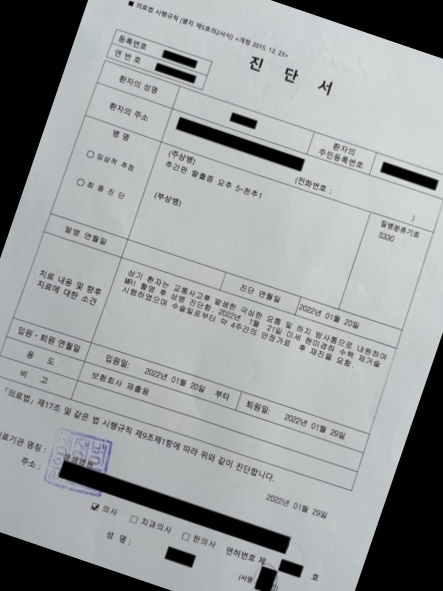 ■ 의료법 시행규칙 [별지 제5호의2서식] <개정 2015. 12. 23>
진 단 서
등록번호
연 번 호
환자의 성명
환자의 주민등록번호
환자의 주소
(전화번호 : )
병 명
○ 임상적 추정
○ 최 종 진 단
(주상병)
추간판 탈출증 요추 5-천추1
(부상병)
질병분류기호
S330
발병 연월일
진단 연월일
2022년 01월 20일
치료 내용 및 향후 치료에 대한 소견
상기 환자는 교통사고후 발생한 극심한 요통 및 하지 방사통으로 내원하여
MRI 촬영 후 상병 진단함, 2022년 1월 21일 미세 현미경하 수핵 제거술
시행하였으며 수술일로부터 약 4주간의 안정가료 후 재진을 요함.
입원・퇴원 연월일
입원일: 2022년 01월 20일 부터
퇴원일: 2022년 01월 29일
용 도
보험회사 제출용
비 고
「의료법」 제17조 및 같은 법 시행규칙 제9조제1항에 따라 위와 같이 진단합니다.
2022년 01월 29일
료기관 명칭 :
주소 :
☑ 의사 □ 치과의사 □ 한의사 면허번호 제 호
성 명 :
(서명